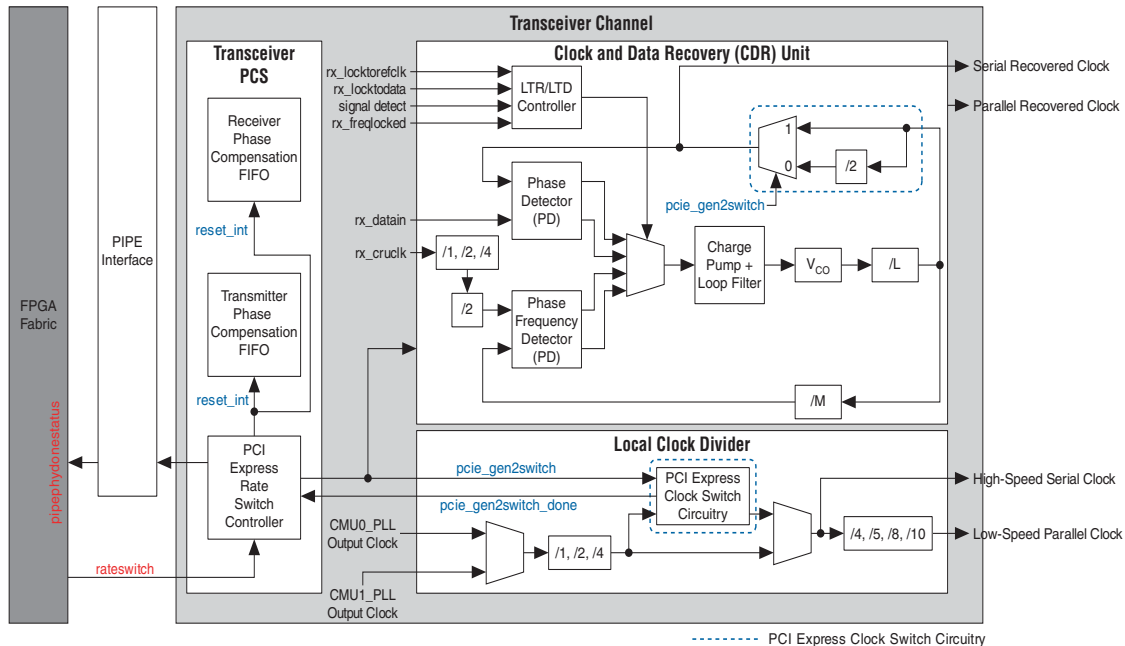 Transceiver Channel
Transceiver
PCS
Clock and Data Recovery (CDR) Unit
rx_locktorefclk
rx_locktodata
signal detect
rx_freqlocked
LTR/LTD
Controller
Serial Recovered Clock
Parallel Recovered Clock
Receiver
Phase
Compensation
FIFO
1
0
/2
pcie_gen2switch
reset_int
rx_datain
Phase
Detector
(PD)
rx_cruclk
/1, /2, /4
/2
Charge
Pump +
Loop Filter
VCO
/L
PIPE
Interface
FPGA
Fabric
Transmitter
Phase
Compensation
FIFO
Phase
Frequency
Detector
(PD)
reset_int
/M
pipephydonestatus
PCI
Express
Rate
Switch
Controller
Local Clock Divider
pcie_gen2switch
pcie_gen2switch_done
PCI Express
Clock Switch
Circuitry
High-Speed Serial Clock
CMU0_PLL
Output Clock
/1, /2, /4
/4, /5, /8, /10
Low-Speed Parallel Clock
rateswitch
CMU1_PLL
Output Clock
PCI Express Clock Switch Circuitry